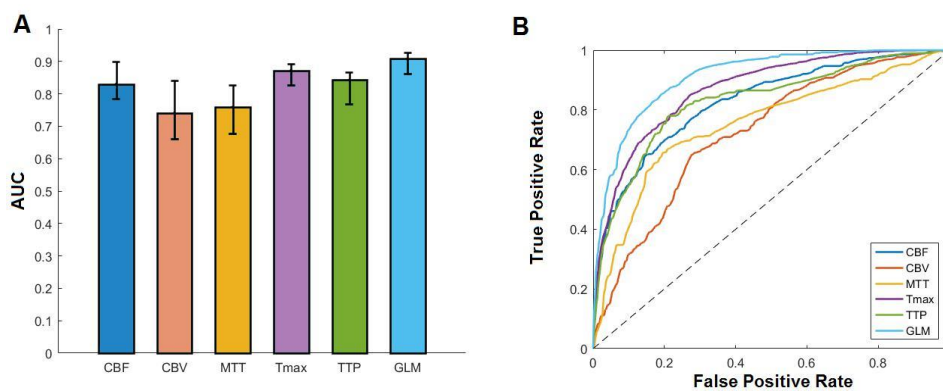 A
AUC
1
0.9
0.8
0.7
0.6
0.5
0.4
0.3
0.2
0.1
0
CBF CBV MTT Tmax TTP GLM
B
True Positive Rate
1
0.8
0.6
0.4
0.2
0
0 0.2 0.4 0.6 0.8
False Positive Rate
CBF
CBV
MTT
Tmax
TTP
GLM